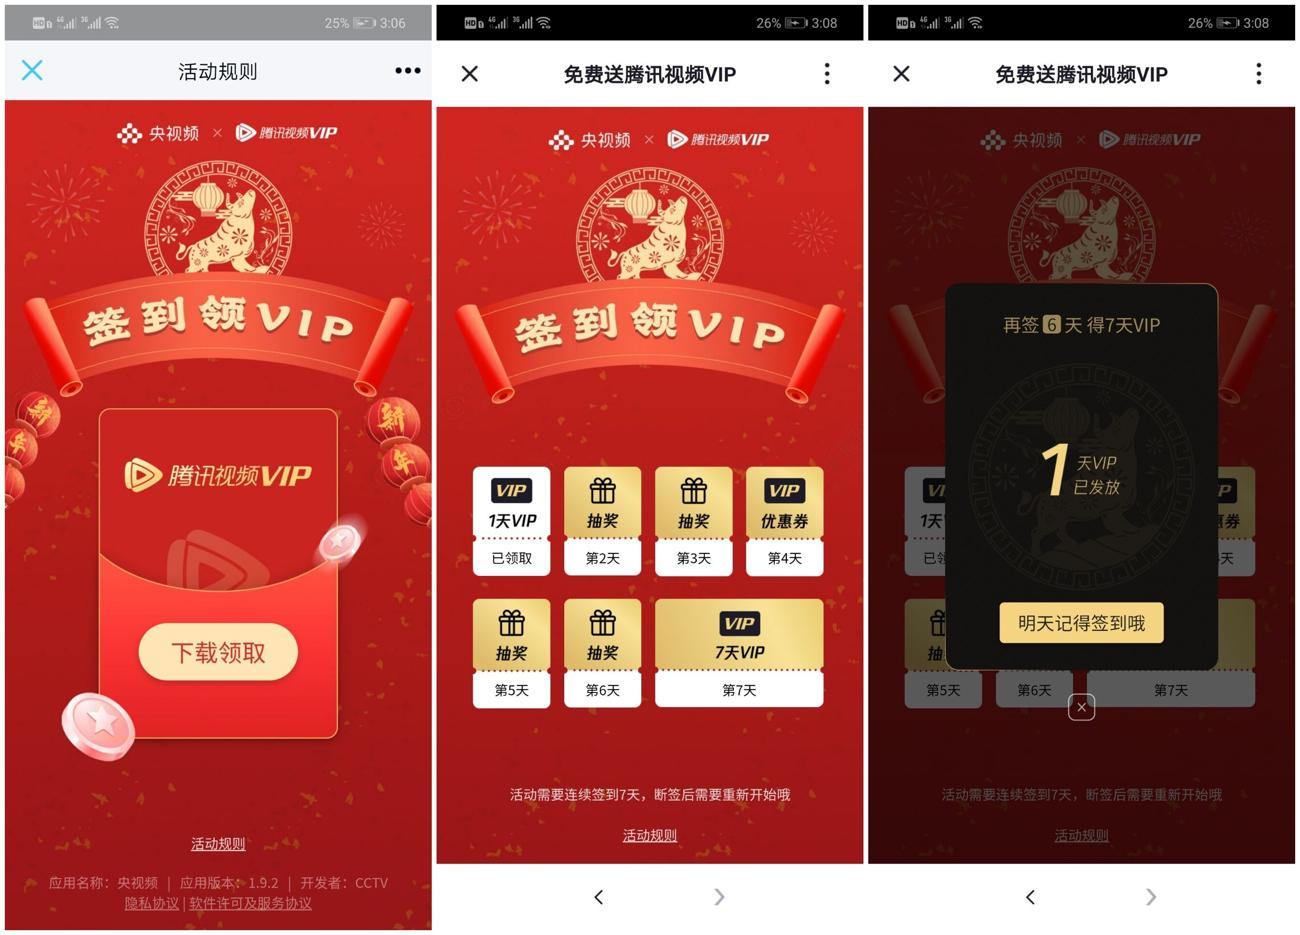 HD 4G 3G 25% 3:06
活动规则
央视频 × 腾讯视频VIP
签到领VIP
新
年
新
年
腾讯视频VIP
下载领取
活动规则
应用名称：央视频 | 应用版本：1.9.2 | 开发者：CCTV
隐私协议 | 软件许可及服务协议
HD 4G 3G 26% 3:08
免费送腾讯视频VIP
央视频 × 腾讯视频VIP
签到领VIP
VIP
1天VIP 抽奖 抽奖 优惠券
VIP
已领取 第2天 第3天 第4天
VIP
抽奖 抽奖 7天VIP
第5天 第6天 第7天
活动需要连续签到7天，断签后需要重新开始哦
活动规则
HD 4G 3G 26% 3:08
免费送腾讯视频VIP
央视频 × 腾讯视频VIP
再签6天 得7天VIP
1天VIP
已发放
明天记得签到哦
第5天 第6天 第7天
活动需要连续签到7天，断签后需要重新开始哦
活动规则